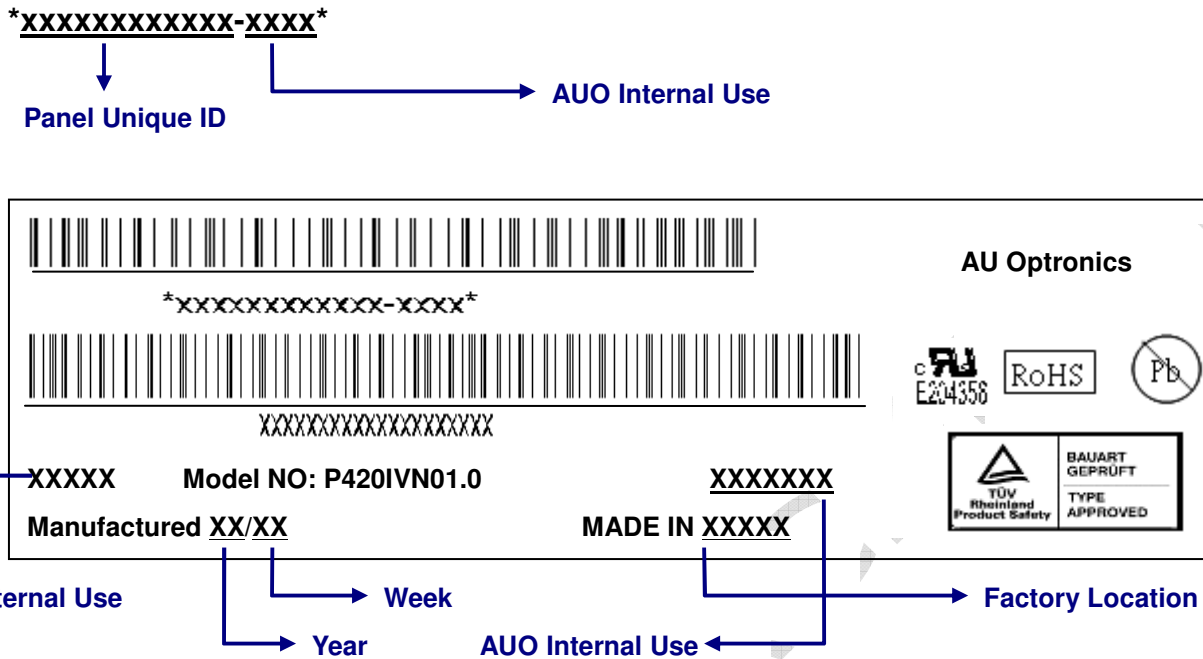 *XXXXXXXXXXXX-XXXX*
AUO Internal Use
Panel Unique ID
AU Optronics
*XXXXXXXXXXXX-XXXX*
c
E204356
RoHS
Pb
XXXXXXXXXXXXXXXXXXXX
XXXXX Model NO: P420IVN01.0 XXXXXXX
TÜV
Rheinland
Product Safety
BAUART
GEPRÜFT
TYPE
APPROVED
Manufactured XX/XX MADE IN XXXXX
ternal Use
Week
Factory Location
Year
AUO Internal Use